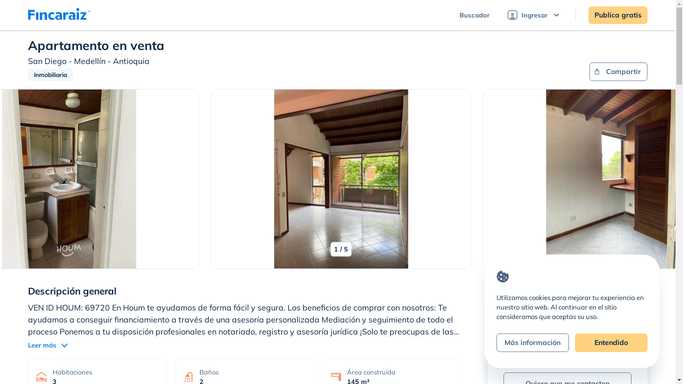 Fincaraiz
Buscador
Ingresar
Publica gratis
Apartamento en venta
San Diego - Medellín - Antioquia
Inmobiliaria
Compartir
HOUM
1 / 5
Descripción general
VEN ID HOUM: 69720 En Houm te ayudamos de forma fácil y segura. Los beneficios de comprar con nosotros: Te
ayudamos a conseguir financiamiento a través de una asesoría personalizada Mediación y seguimiento de todo el
proceso Ponemos a tu disposición profesionales en notariado, registro y asesoría jurídica ¡Solo te preocupas de las...
Leer más
Habitaciones
3
Baños
2
Área construida
145 m²
Utilizamos cookies para mejorar tu experiencia en
nuestro sitio web. Al continuar en el sitio
consideramos que aceptas su uso.
Más información
Entendido
Quiero que me contacten